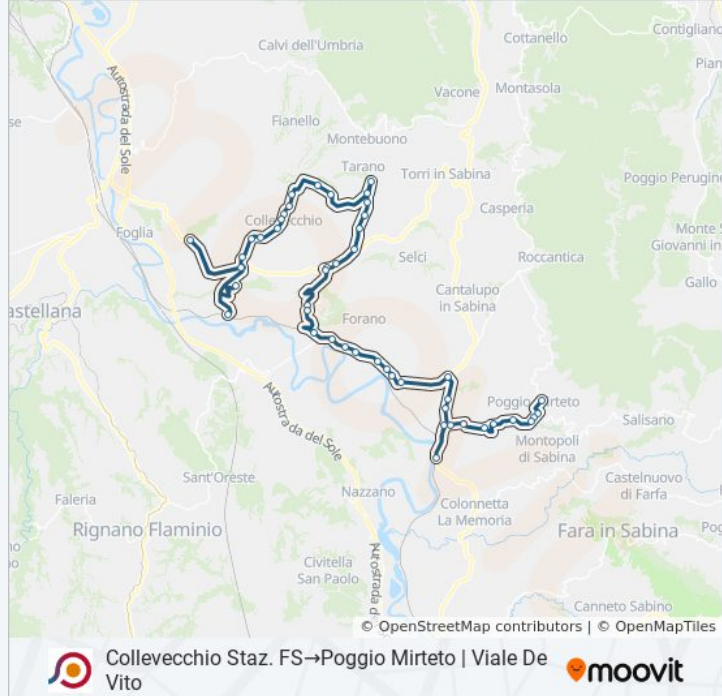 Contigliano
Cottanello
Calvi dell'Umbria
Pian
Montasola
Vacone
Autostrada del Sole
Fianello
Montebuono
Tarano
Torri in Sabina
Poggio Perugino
Casperia
Foglia
Monte S
Giovanni in
Roccantica
Selci
Gallo
Cantalupo
in Sabina
astellana
Forano
Poggio Mirteto
Salisano
Autostrada del Sole
Montopoli
di Sabina
Sant'Oreste
Nazzano
Castelnuovo
di Farfa
Faleria
Colonnetta
La Memoria
Pog
Rignano Flaminio
Fara in Sabina
Autostrada d
Civitella
San Paolo
Canneto Sabino
© OpenStreetMap contributors | © OpenMapTiles
Collevecchio Staz. FS→Poggio Mirteto | Viale De
Vito
moovit